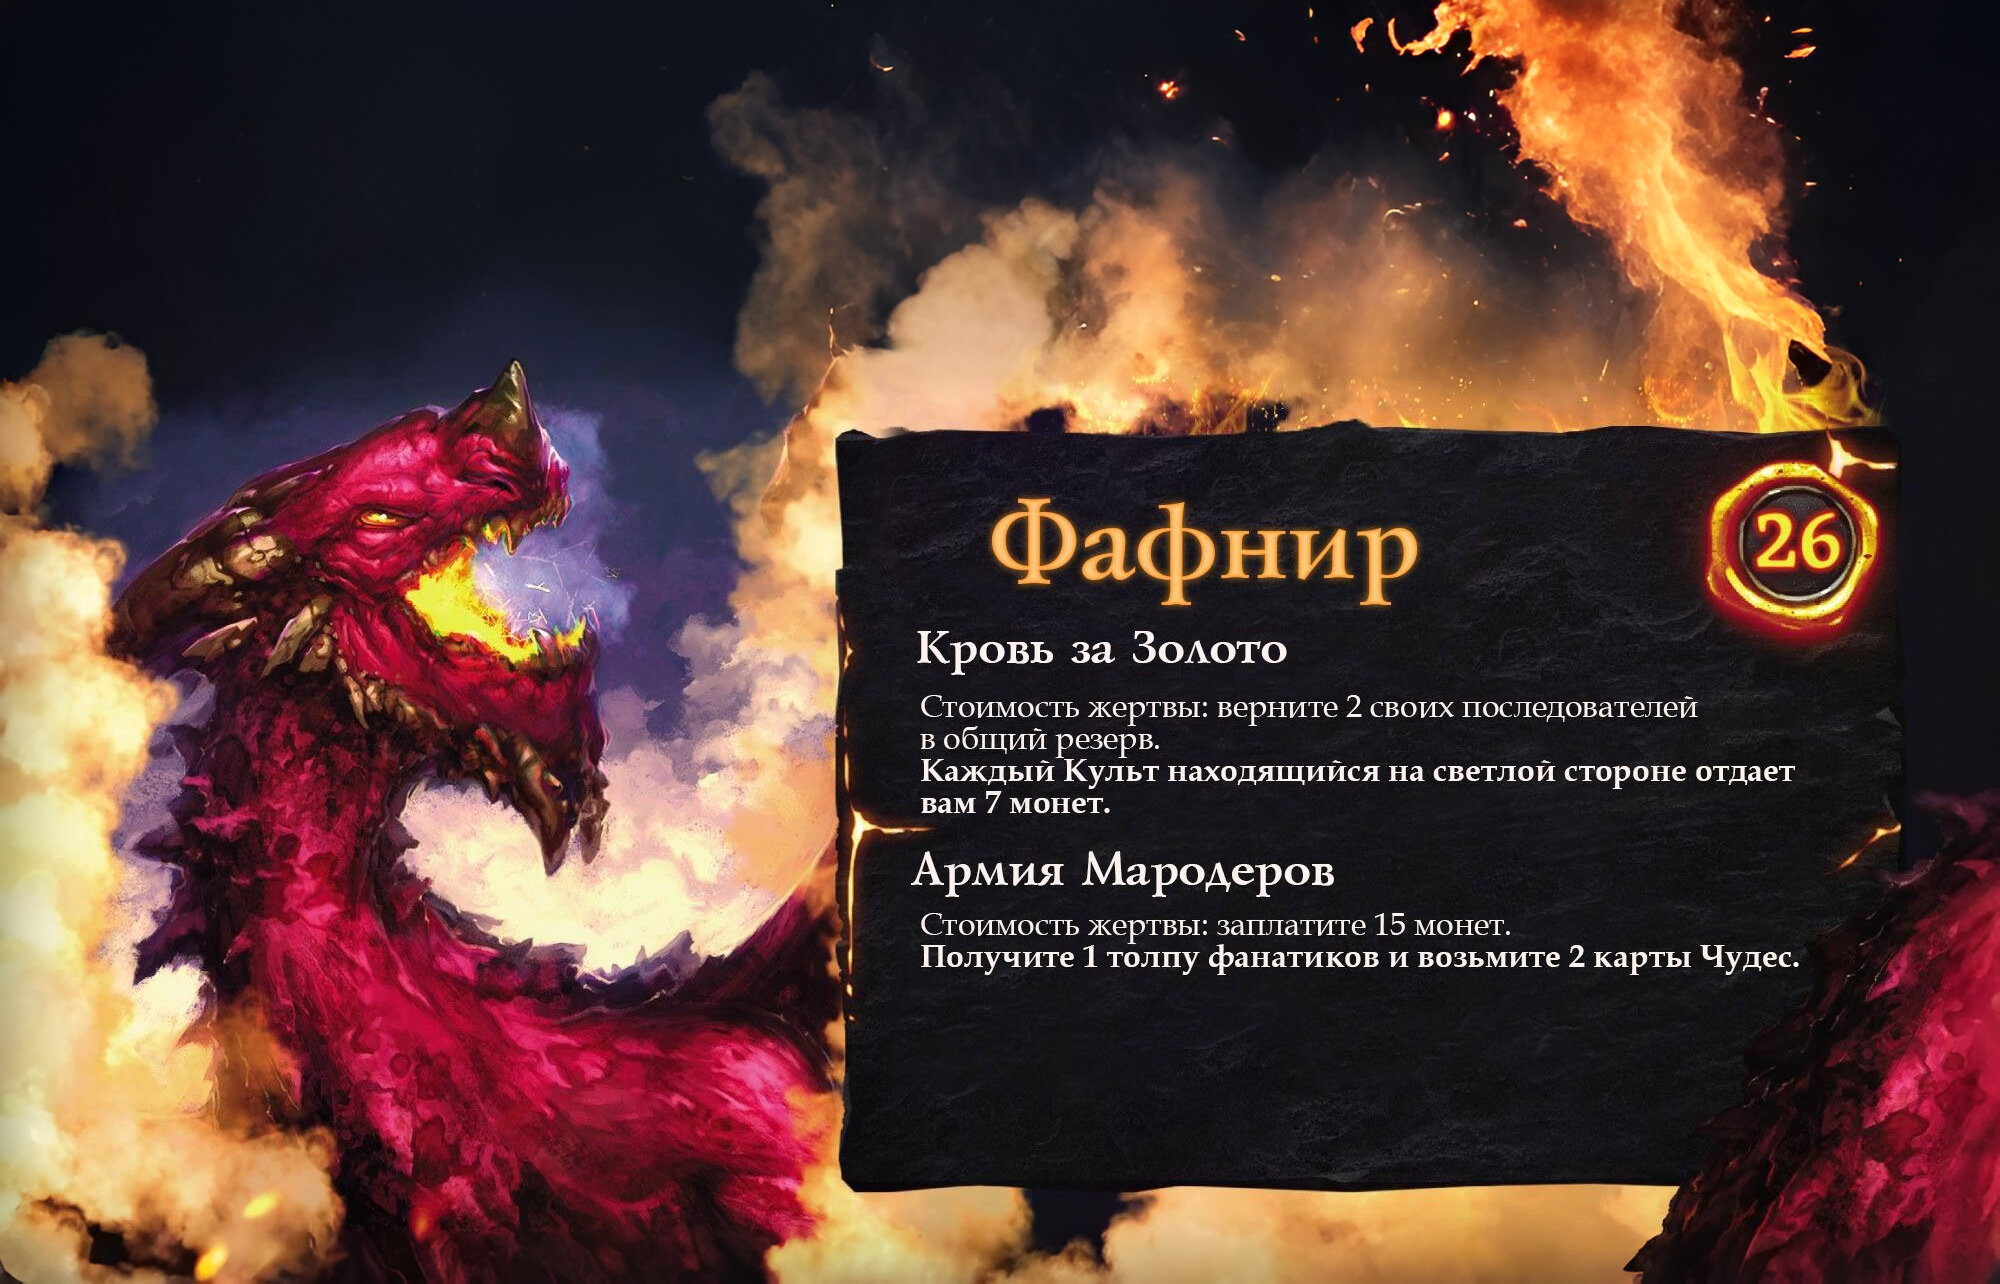 Фафнир
26
Кровь за Золото
Стоимость жертвы: верните 2 своих последователей
в общий резерв.
Каждый Культ находящийся на светлой стороне отдает
вам 7 монет.
Армия Мародеров
Стоимость жертвы: заплатите 15 монет.
Получите 1 толпу фанатиков и возьмите 2 карты Чудес.